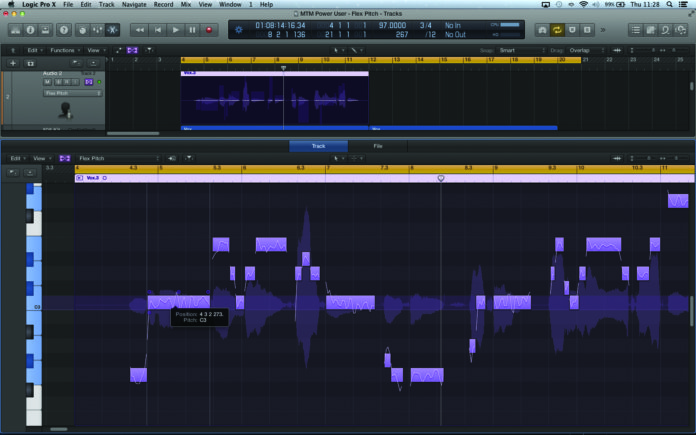 Logic Pro X File Edit Track Navigate Record Mix View Window 1 Help 99% Thu 11:28
MTM Power User - Flex Pitch - Tracks
01:08:14:16.34 4 1 1 97.0000 3/4 No In CPU
8 2 1 136 21 1 1 267 /12 No Out HD
Edit Functions View Snap: Smart Drag: Overlap
1 2 3 4 5 6 7 8 9 10 11 12 13 14 15 16 17 18 19 20 21 22 23 24 25
Audio 2
M S R I
2
Flex Pitch
Vox.3
Track File
Edit View Flex Pitch
3.3 4 4.3 5 5.3 6 6.3 7 7.3 8 8.3 9 9.3 10 10.3 11
Vox.3
C3
Position: 4 3 2 273.
Pitch: C3